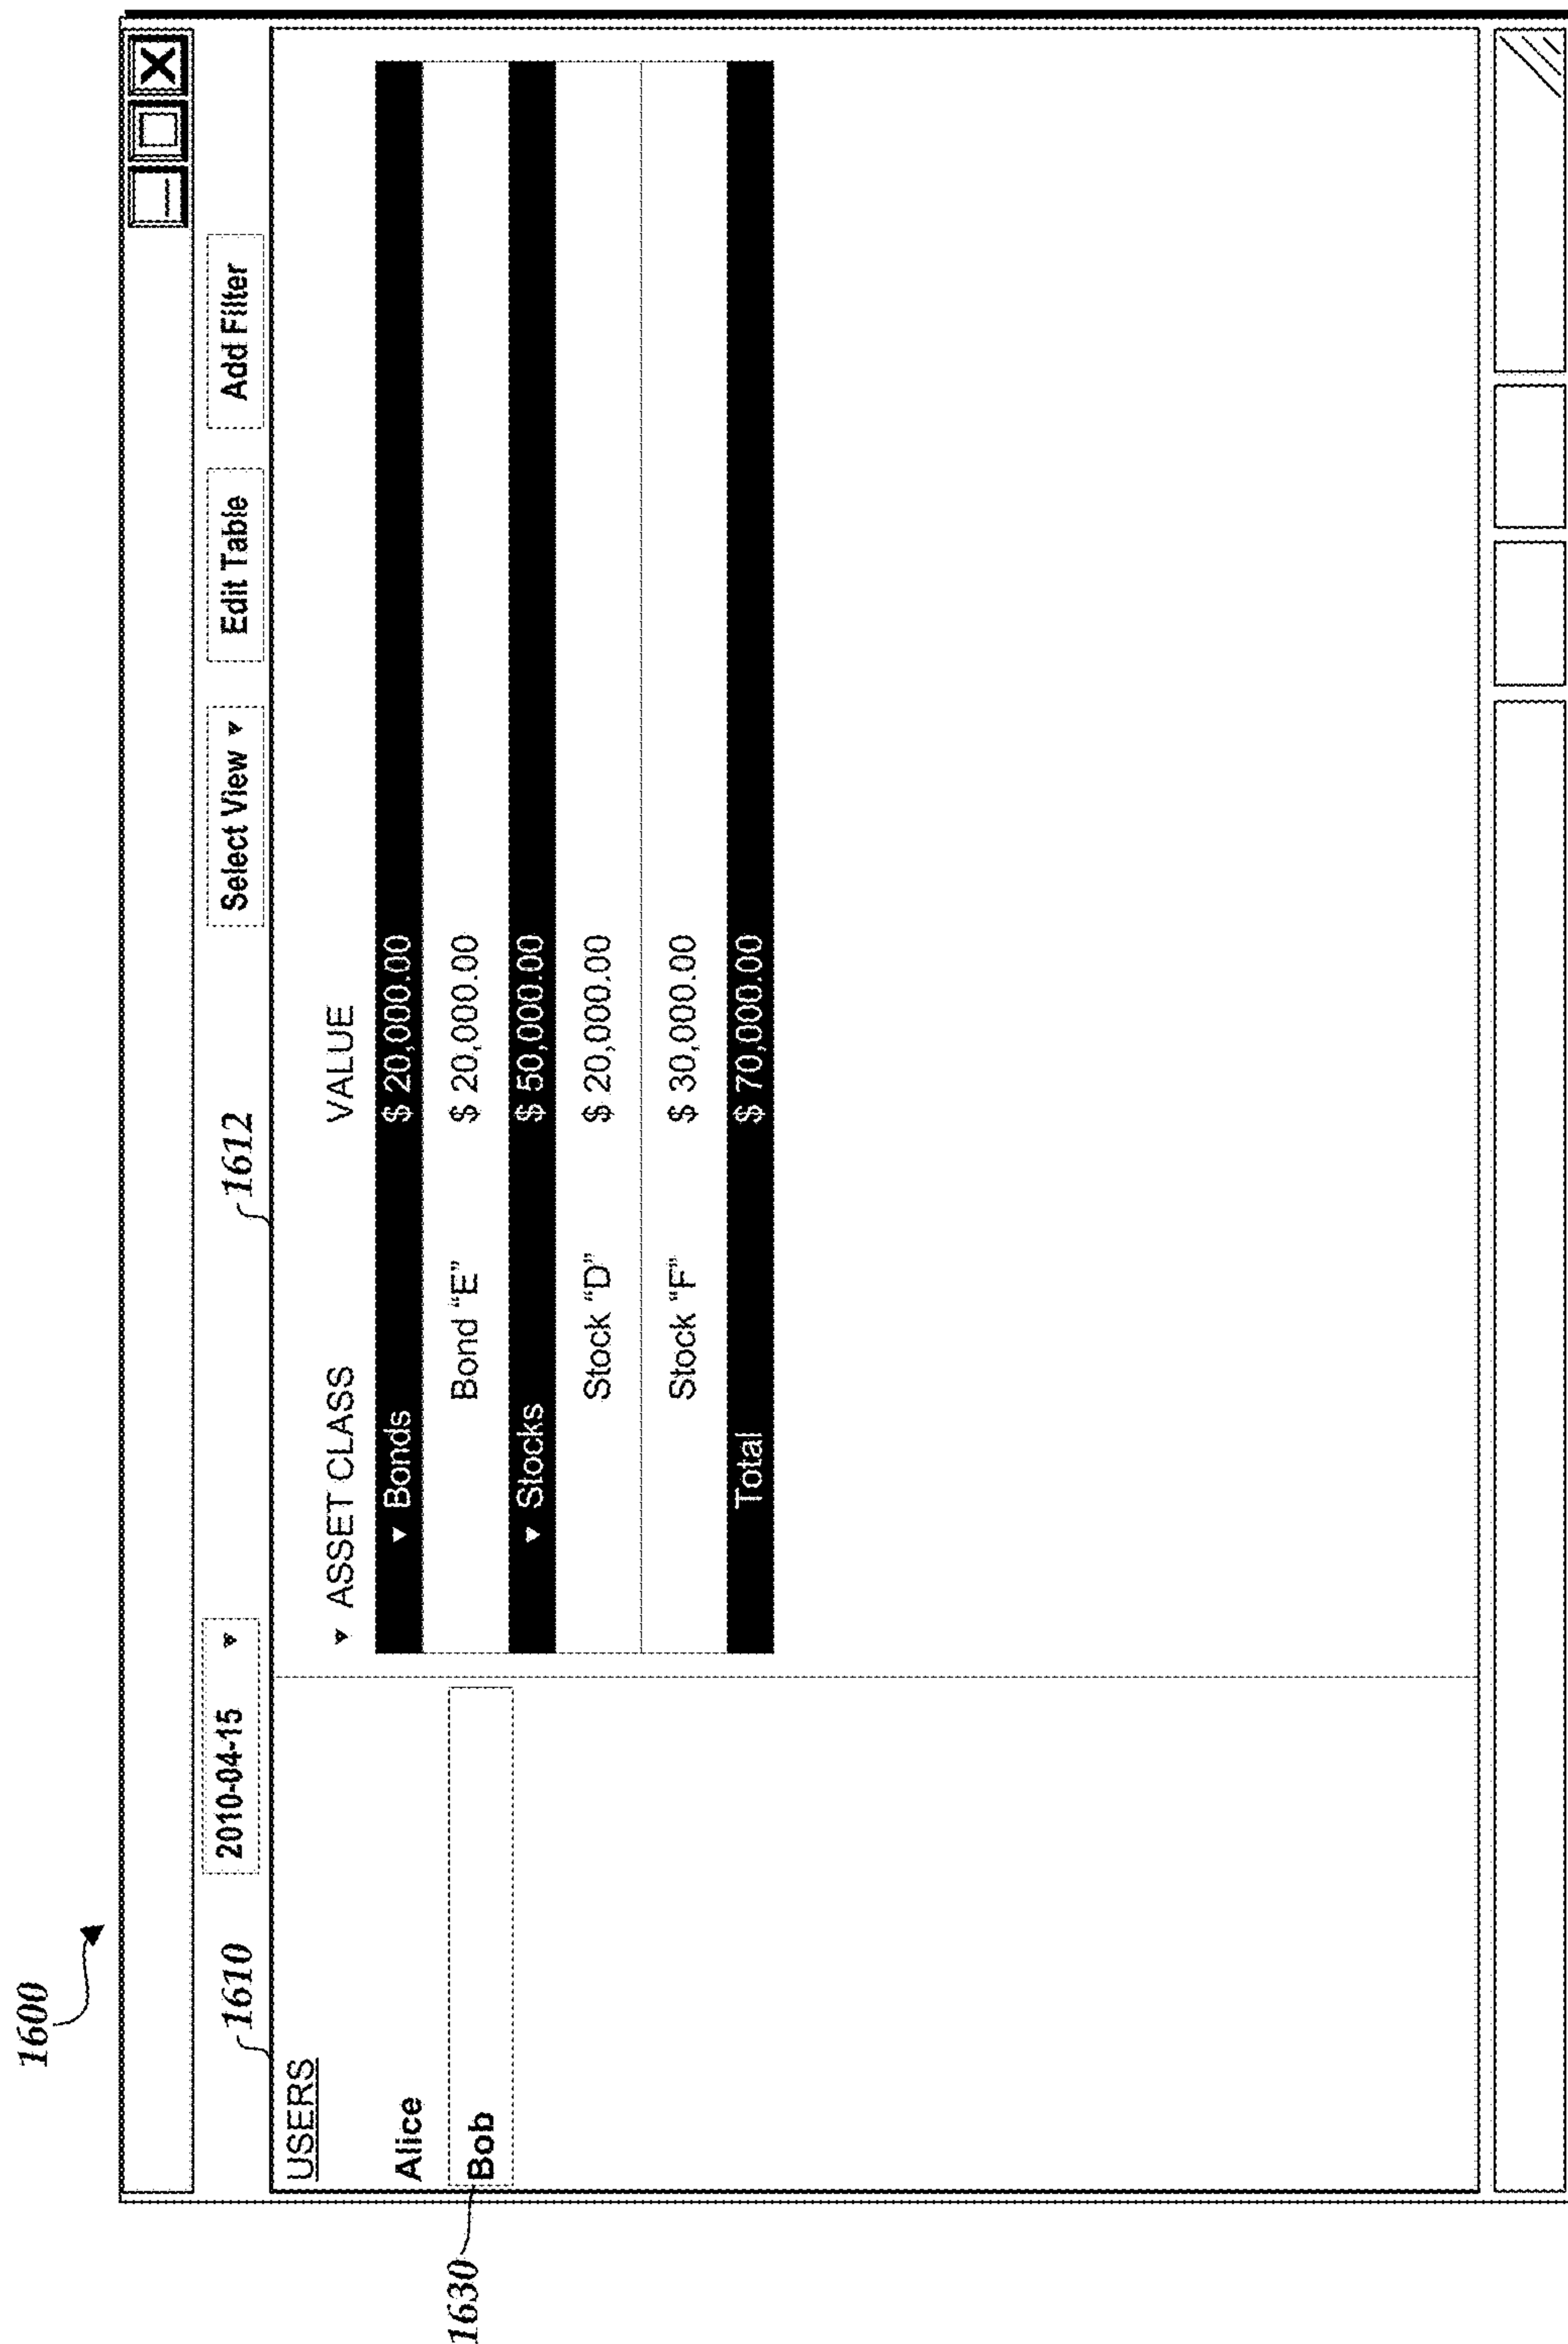 1600
1610
2010-04-15
1612
Select View
Edit Table
Add Filter
USERS
Alice
Bob
1630
ASSET CLASS VALUE
Bonds $ 20,000.00
Bond “E” $ 20,000.00
Stocks $ 50,000.00
Stock “D” $ 20,000.00
Stock “F” $ 30,000.00
Total $ 70,000.00